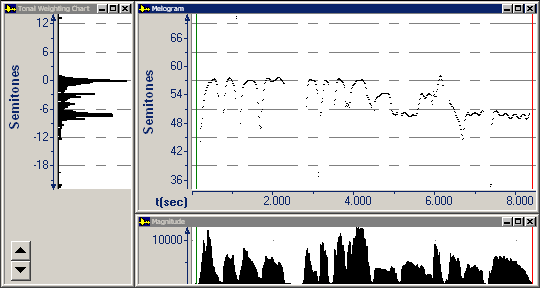 Tonal Weighting Chart
Semitones
12
6
0
-6
-12
-18
Melogram
Semitones
66
60
54
48
42
36
t(sec)
2.000
4.000
6.000
8.000
Magnitude
10000